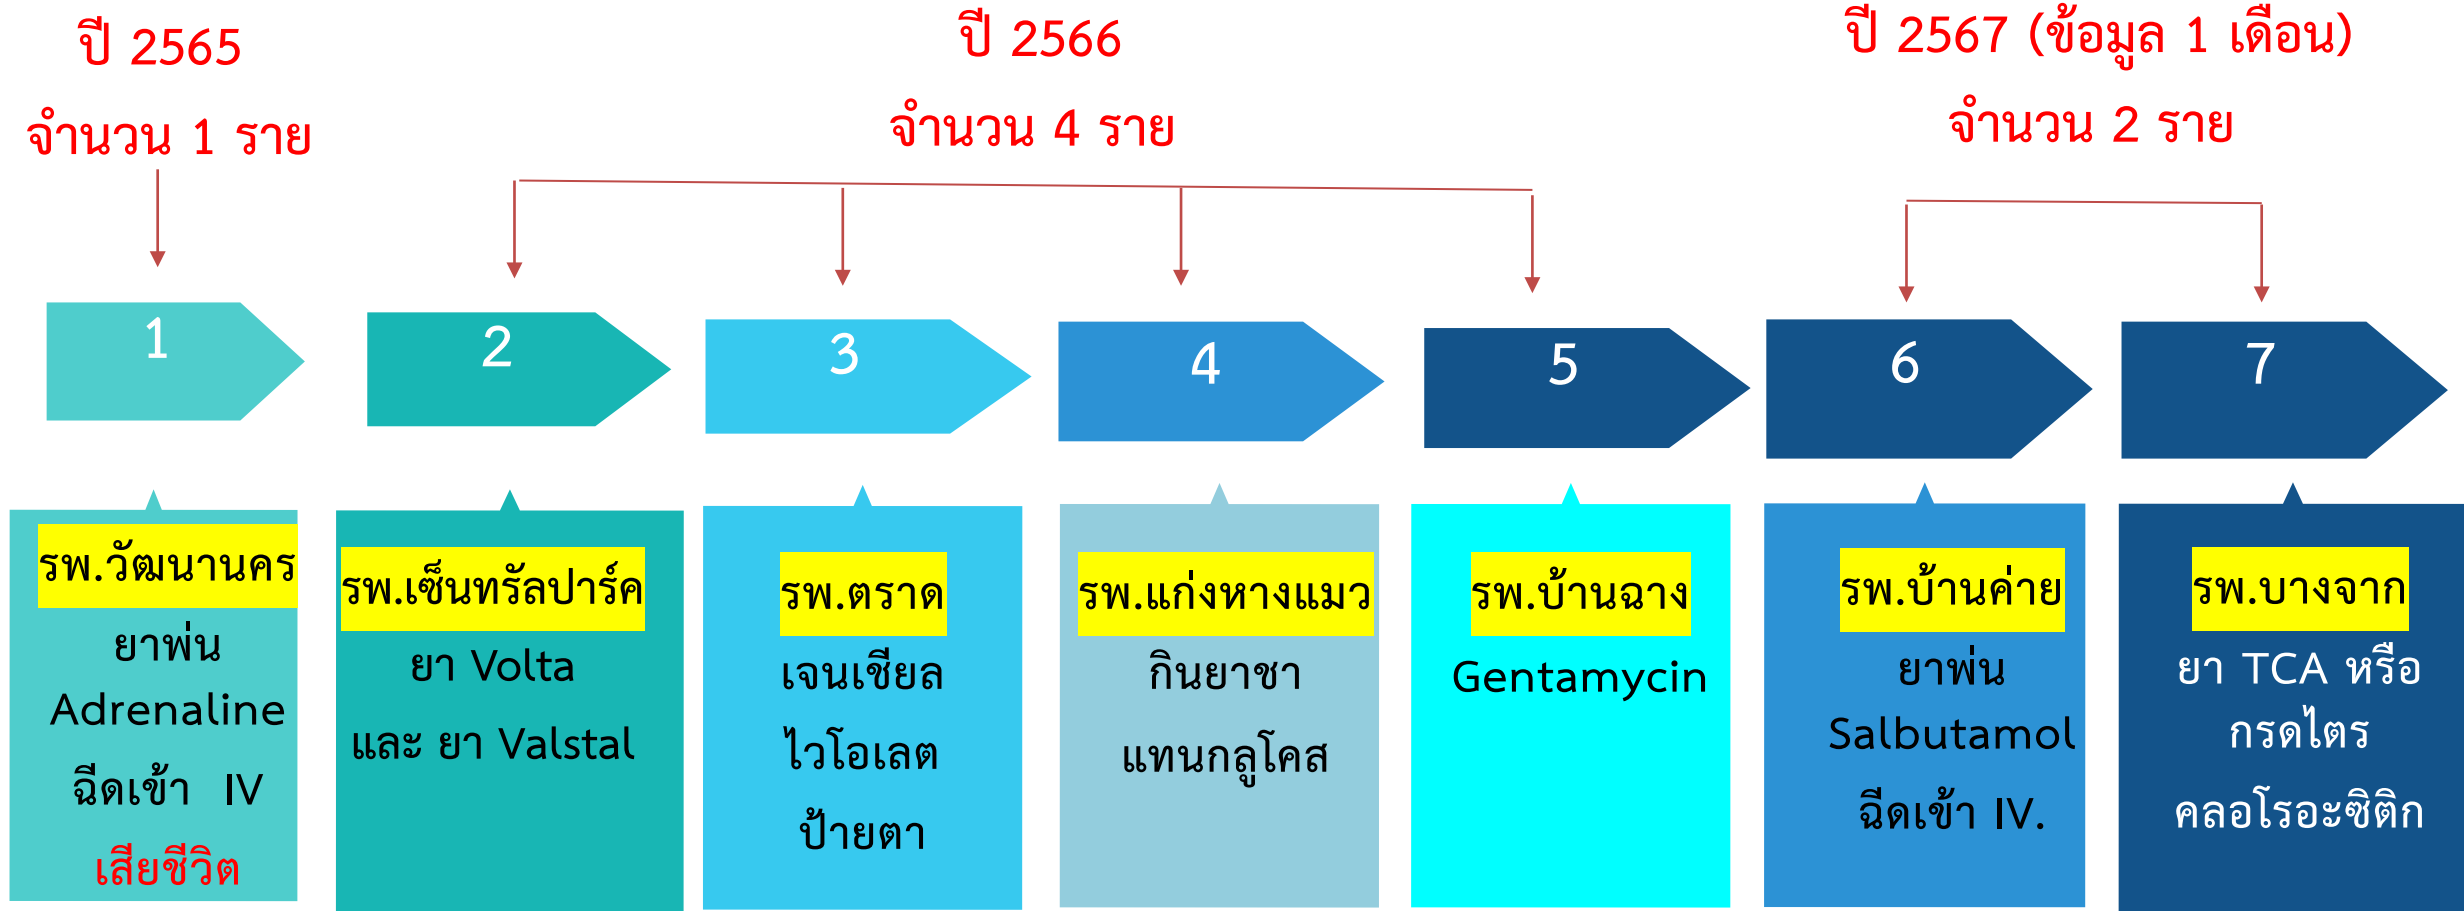 ปี 2565
จำนวน 1 ราย
ปี 2566
จำนวน 4 ราย
ปี 2567 (ข้อมูล 1 เดือน)
จำนวน 2 ราย
1
2
3
4
5
6
7
รพ.วัฒนานคร
ยาพ่น
Adrenaline
ฉีดเข้า IV
เสียชีวิต
รพ.เซ็นทรัลปาร์ค
ยา Volta
และ ยา Valstal
รพ.ตราด
เจนเชียล
ไวโอเลต
ป้ายตา
รพ.แก่งหางแมว
กินยาชา
แทนกลูโคส
รพ.บ้านฉาง
Gentamycin
รพ.บ้านค่าย
ยาพ่น
Salbutamol
ฉีดเข้า IV.
รพ.บางจาก
ยา TCA หรือ
กรดไตร
คลอโรอะซิติก